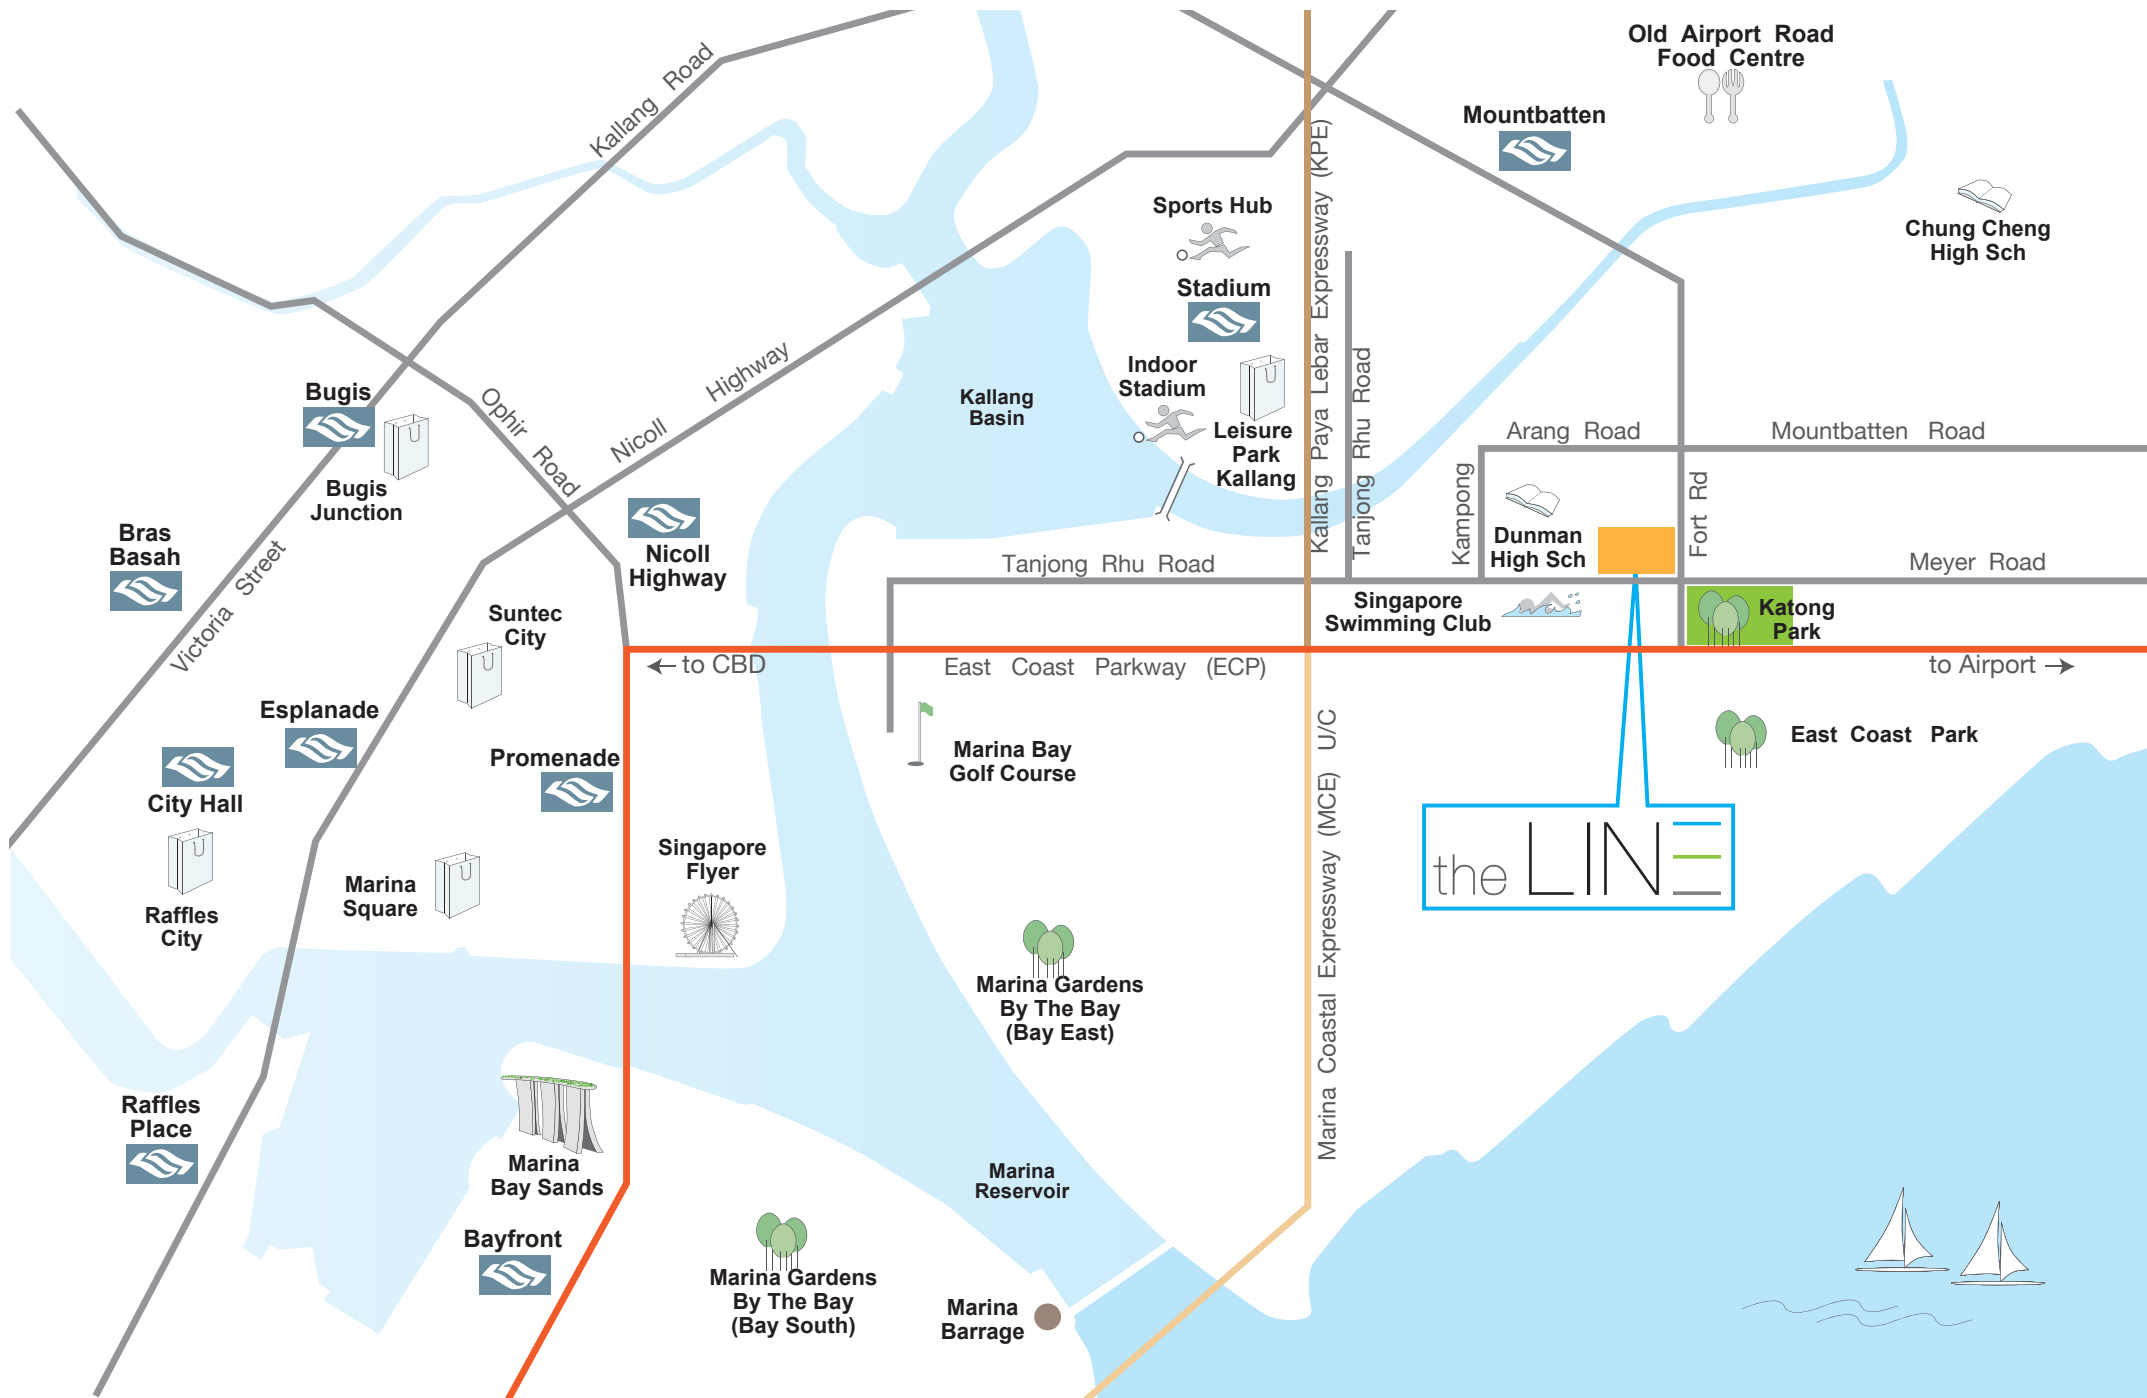 Old Airport Road
Food Centre
Kallang Road
Mountbatten
Kallang Paya Lebar Expressway (KPE)
Sports Hub
Chung Cheng
High Sch
Stadium
Nicoll Highway
Indoor
Stadium
Tanjong Rhu Road
Bugis
Ophir Road
Kallang
Basin
Leisure
Park
Kallang
Arang Road
Mountbatten Road
Kampong
Fort Rd
Bugis
Junction
Bras
Basah
Nicoll
Highway
Dunman
High Sch
Tanjong Rhu Road
Meyer Road
Victoria Street
Suntec
City
Singapore
Swimming Club
Katong
Park
← to CBD
East Coast Parkway (ECP)
to Airport →
Esplanade
Promenade
Marina Bay
Golf Course
East Coast Park
Marina Coastal Expressway (MCE) U/C
City Hall
Singapore
Flyer
the LINE
Marina
Square
Raffles
City
Marina Gardens
By The Bay
(Bay East)
Raffles
Place
Marina
Bay Sands
Marina
Reservoir
Bayfront
Marina Gardens
By The Bay
(Bay South)
Marina
Barrage